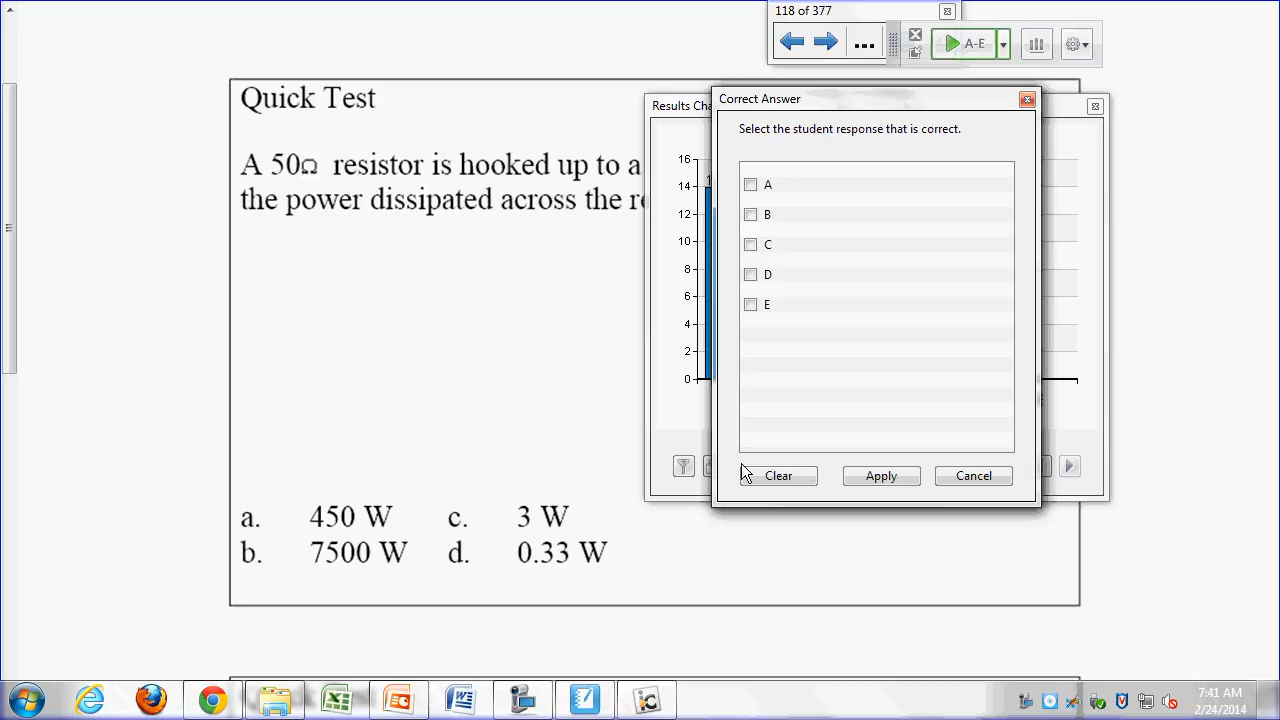 118 of 377
...
A-E
Quick Test
A 50Ω resistor is hooked up to a
the power dissipated across the
a. 450 W c. 3 W
b. 7500 W d. 0.33 W
Results
16
14
12
10
8
6
4
2
0
Correct Answer
Select the student response that is correct.
A
B
C
D
E
Clear Apply Cancel
7:41 AM
2/24/2014